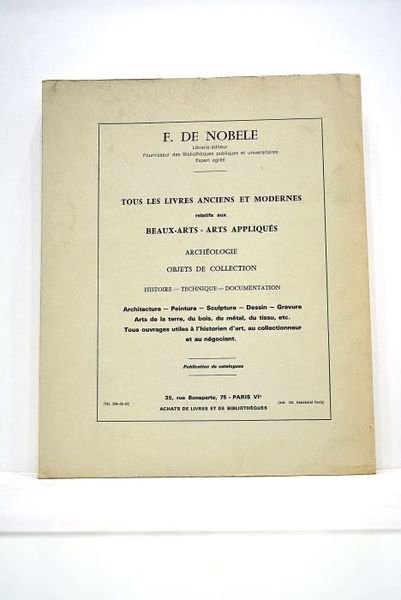 F. DE NOBELE
Libraire-éditeur
Fournisseur des Bibliothèques publiques et universitaires
Expert agréé
TOUS LES LIVRES ANCIENS ET MODERNES
relatifs aux
BEAUX-ARTS - ARTS APPLIQUÉS
ARCHÉOLOGIE
OBJETS DE COLLECTION
HISTOIRE — TECHNIQUE — DOCUMENTATION
Architecture — Peinture — Sculpture — Dessin — Gravure
Arts de la terre, du bois, du métal, du tissu, etc.
Tous ouvrages utiles à l'historien d'art, au collectionneur
et au négociant.
Publication de catalogues
35, rue Bonaparte, 75 - PARIS VIe
ACHATS DE LIVRES ET DE BIBLIOTHÈQUES